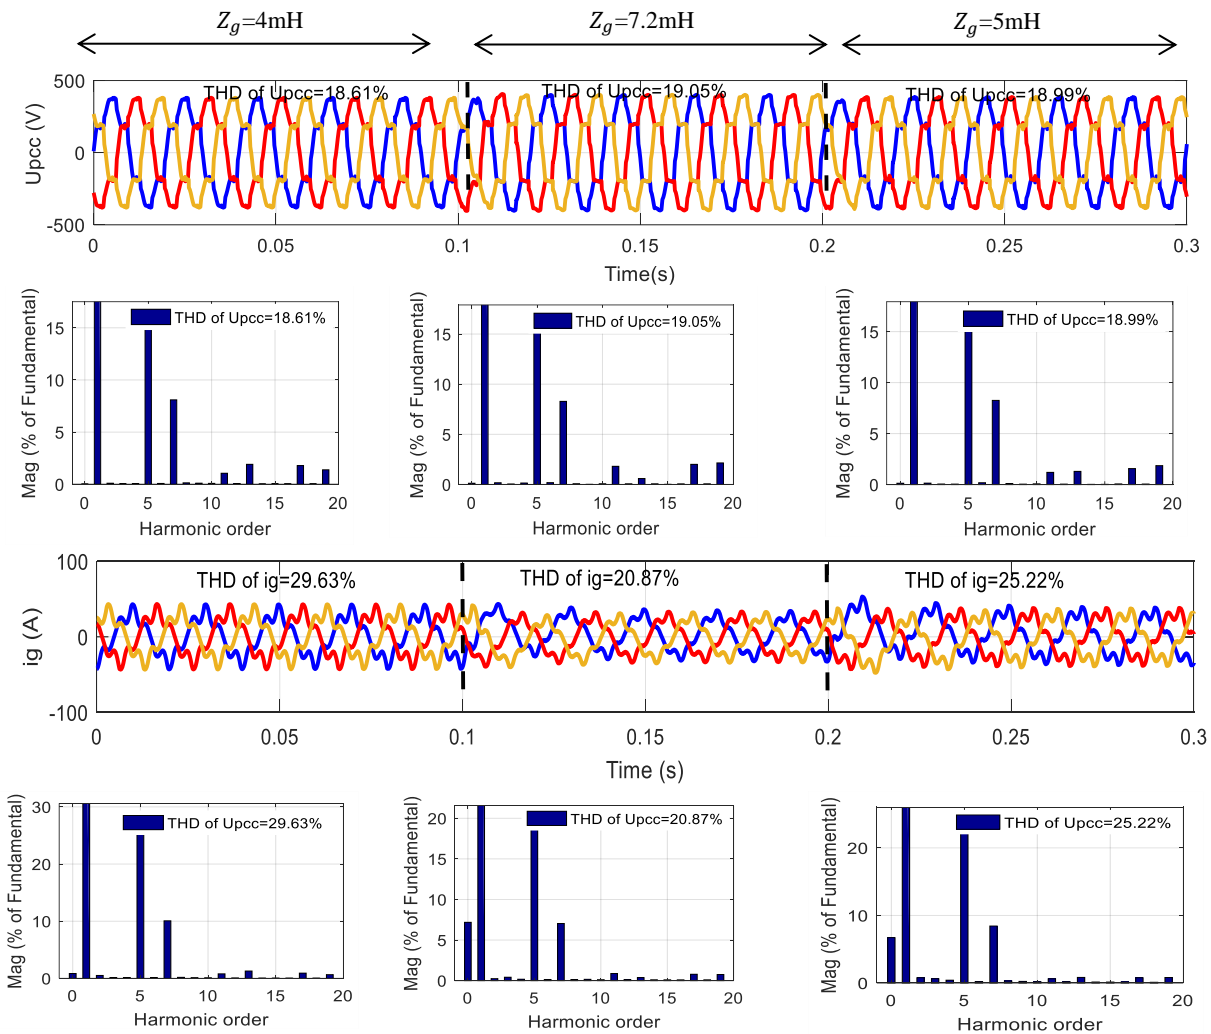 Z_g=4mH Z_g=7.2mH Z_g=5mH
THD of Upcc=18.61% THD of Upcc=19.05% THD of Upcc=18.99%
Upcc (V)
500
0
-500
0 0.05 0.1 0.15 0.2 0.25 0.3
Time(s)
Mag (% of Fundamental)
THD of Upcc=18.61%
15
10
5
0
0 5 10 15 20
Harmonic order
Mag (% of Fundamental)
THD of Upcc=19.05%
15
10
5
0
0 5 10 15 20
Harmonic order
Mag (% of Fundamental)
THD of Upcc=18.99%
15
10
5
0
0 5 10 15 20
Harmonic order
THD of ig=29.63% THD of ig=20.87% THD of ig=25.22%
ig (A)
100
0
-100
0 0.05 0.1 0.15 0.2 0.25 0.3
Time (s)
Mag (% of Fundamental)
THD of Upcc=29.63%
30
20
10
0
0 5 10 15 20
Harmonic order
Mag (% of Fundamental)
THD of Upcc=20.87%
20
15
10
5
0
0 5 10 15 20
Harmonic order
Mag (% of Fundamental)
THD of Upcc=25.22%
20
10
0
0 5 10 15 20
Harmonic order